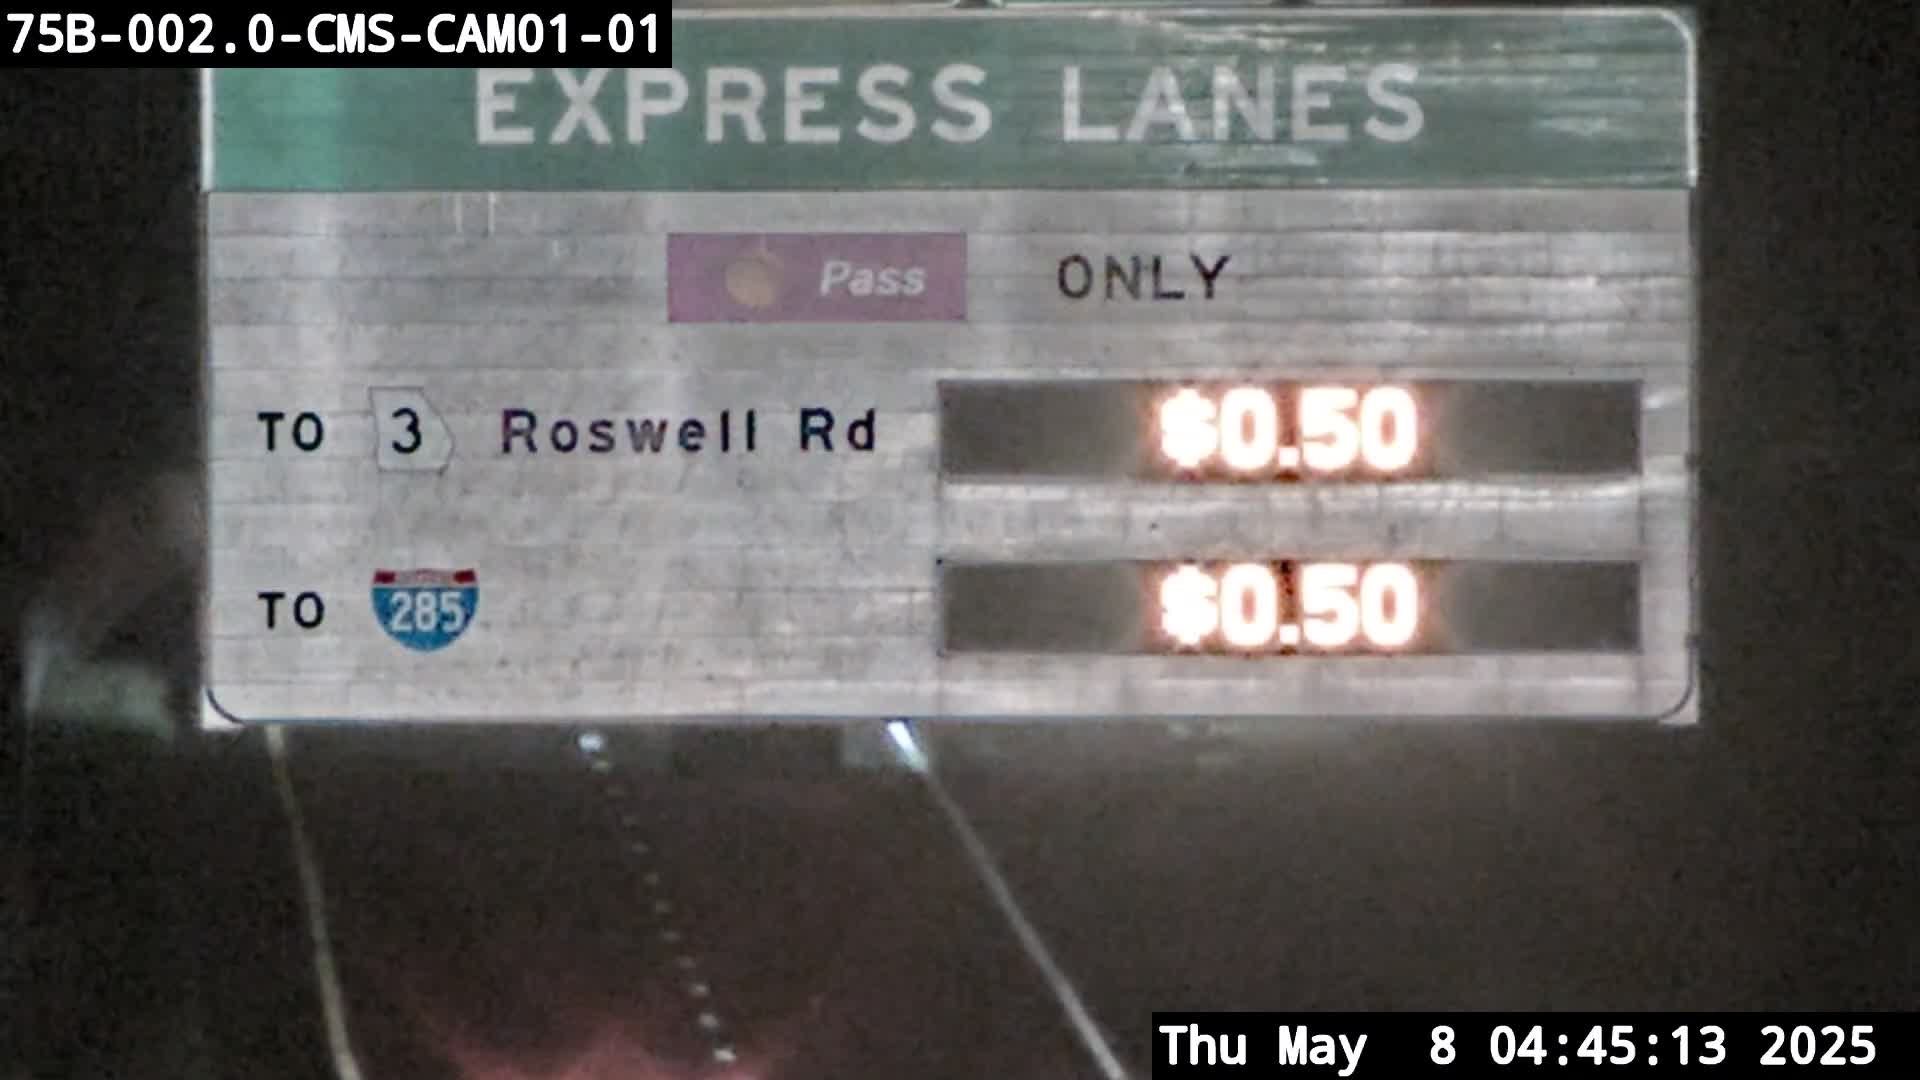 75B-002.0-CMS-CAM01-01
EXPRESS LANES
Pass ONLY
TO 3 Roswell Rd $0.50
TO 285 $0.50
Thu May 8 04:45:13 2025